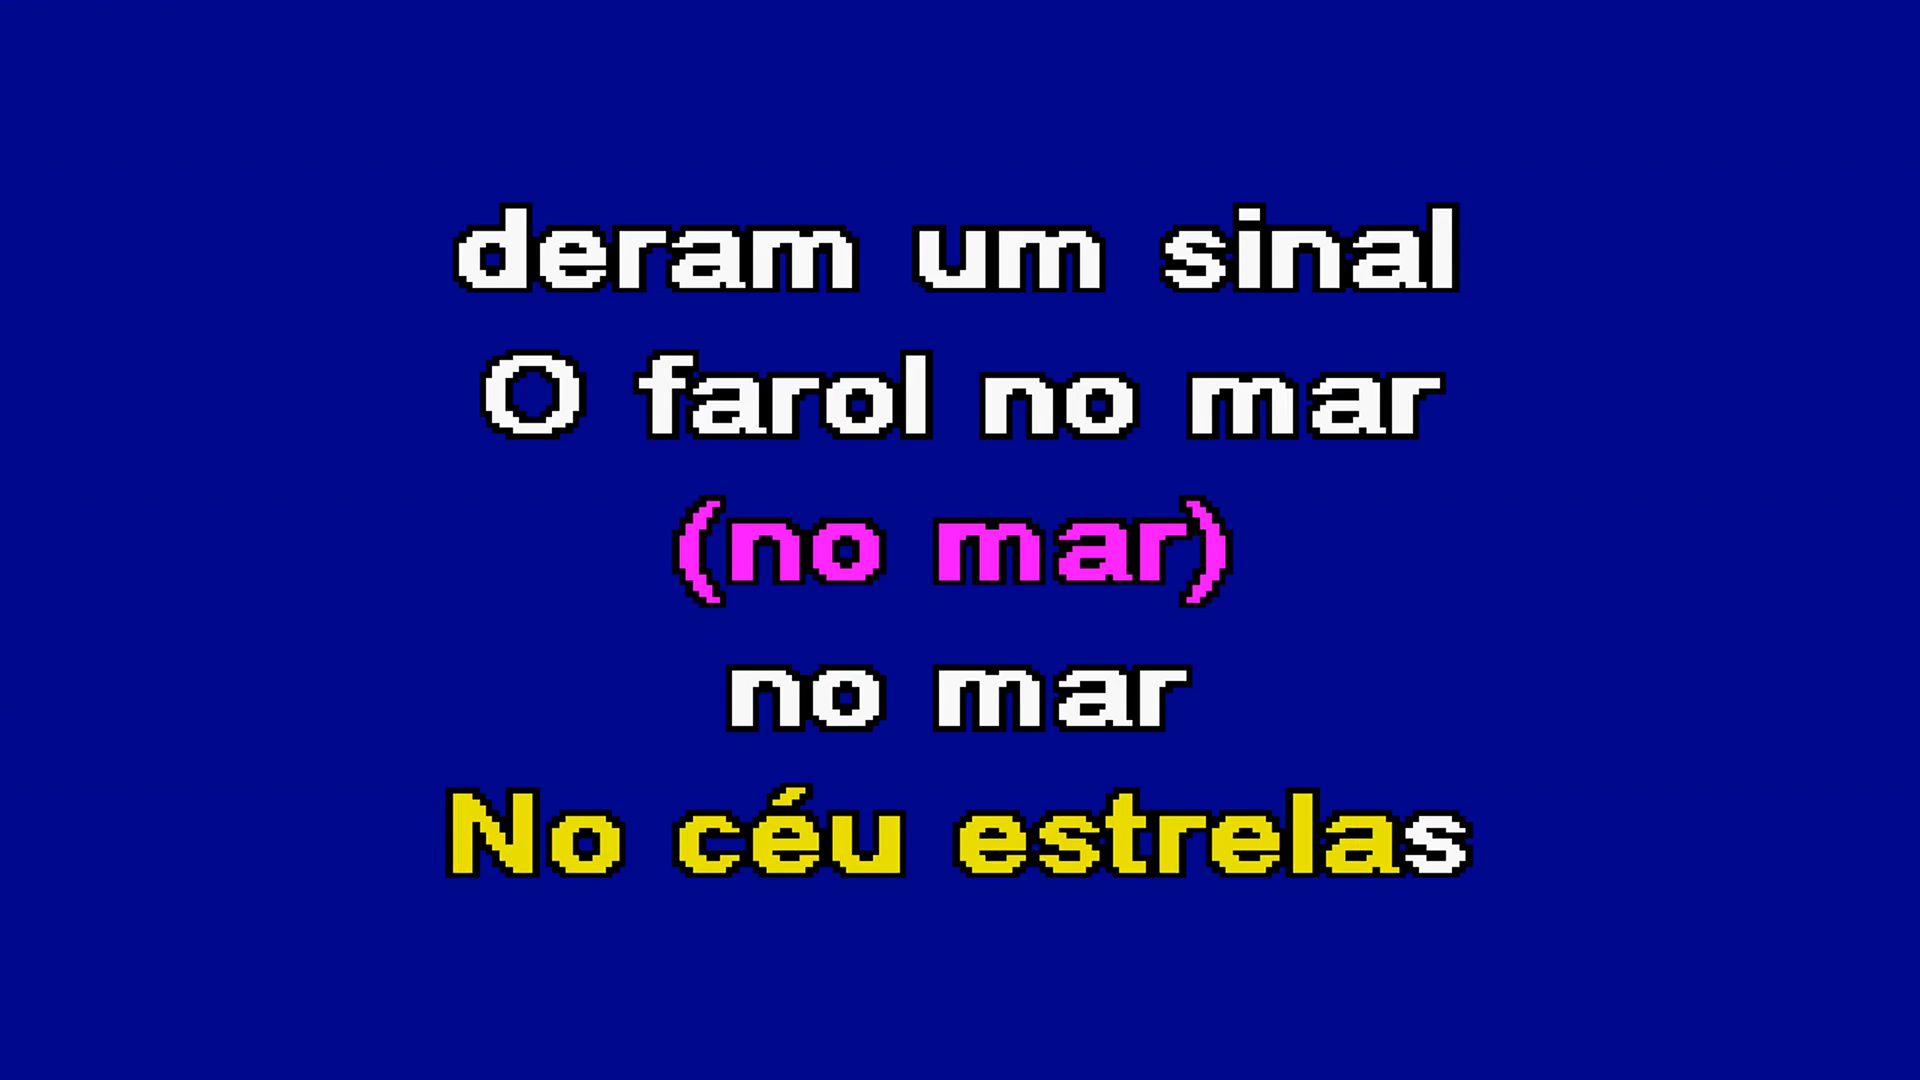 deram um sinal
O farol no mar
(no mar)
no mar
No céu estrelas